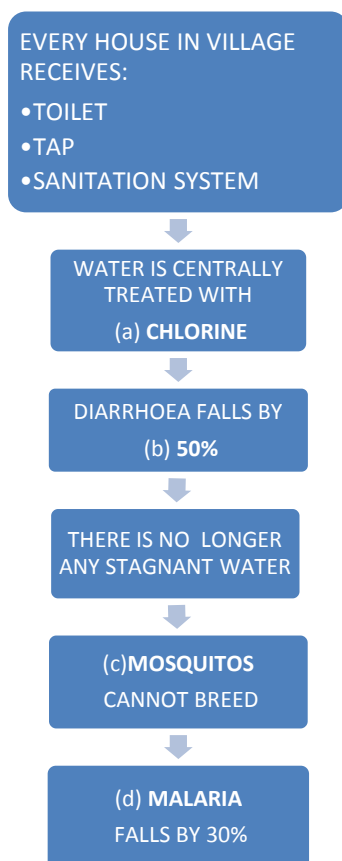 EVERY HOUSE IN VILLAGE
RECEIVES:
•TOILET
•TAP
•SANITATION SYSTEM
WATER IS CENTRALLY
TREATED WITH
(a) CHLORINE
DIARRHOEA FALLS BY
(b) 50%
THERE IS NO LONGER
ANY STAGNANT WATER
(c)MOSQUITOS
CANNOT BREED
(d) MALARIA
FALLS BY 30%